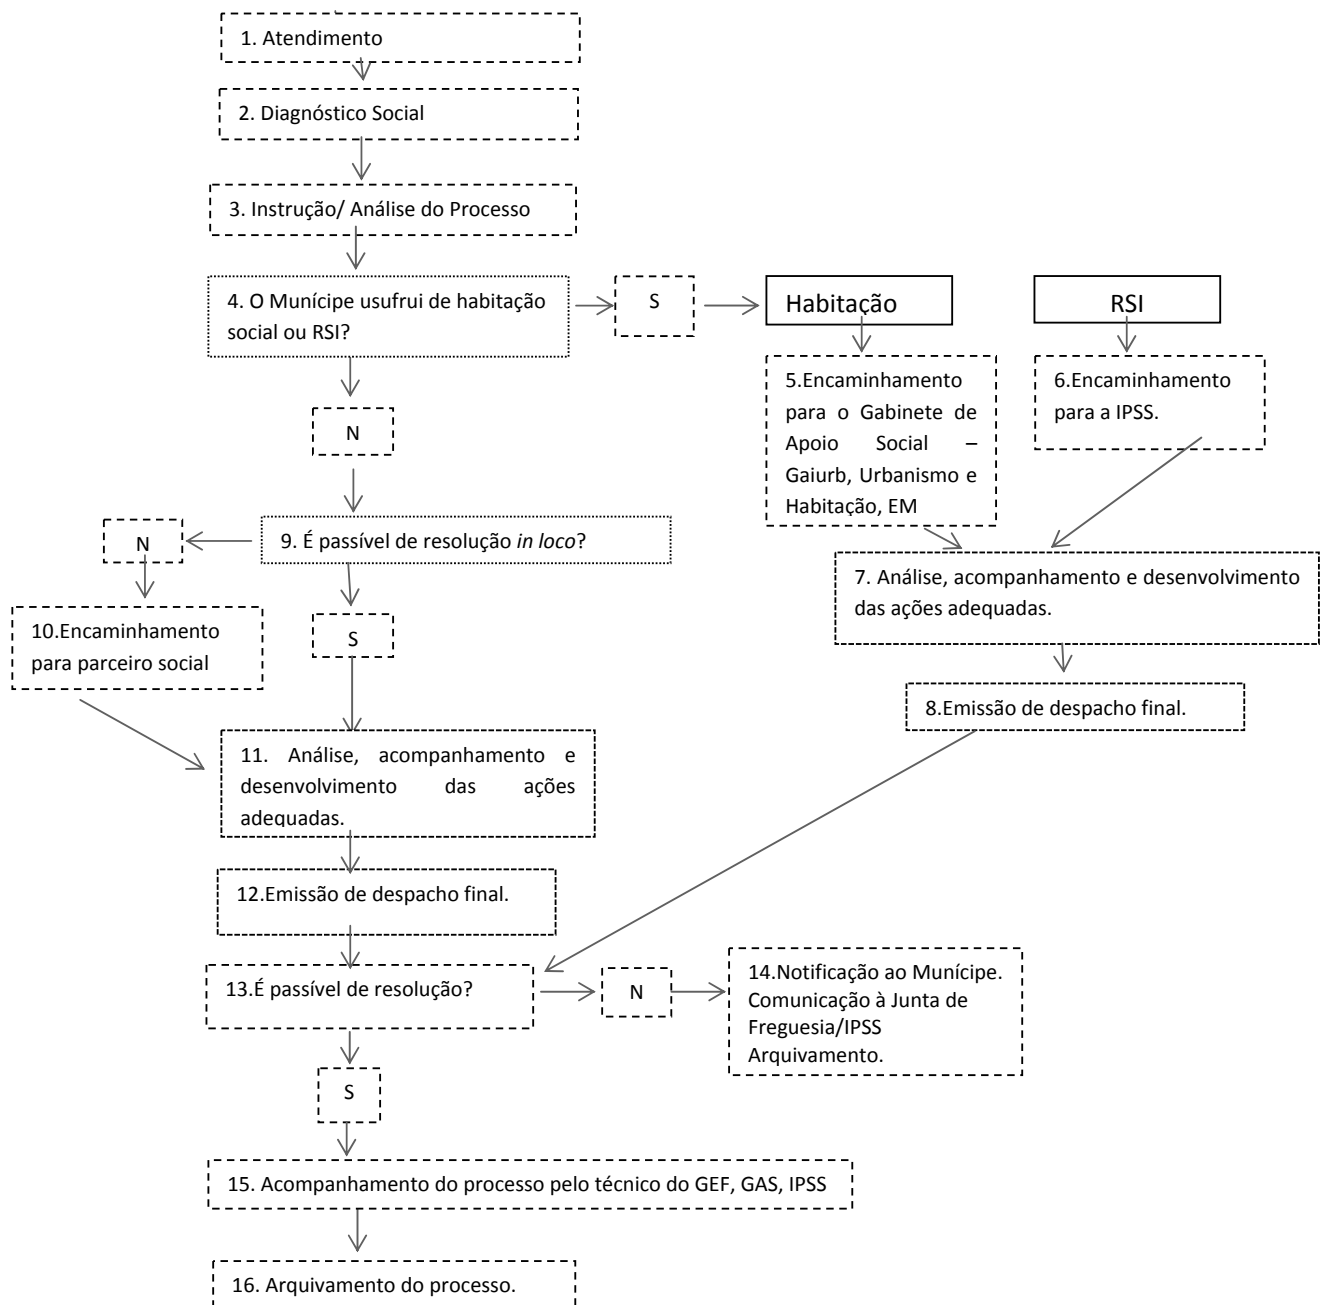 1. Atendimento
2. Diagnóstico Social
3. Instrução/ Análise do Processo
4. O Munícipe usufrui de habitação
social ou RSI?
S
Habitação
RSI
5.Encaminhamento
para o Gabinete de
Apoio Social –
Gaiurb, Urbanismo e
Habitação, EM
6.Encaminhamento
para a IPSS.
N
9. É passível de resolução in loco?
N
7. Análise, acompanhamento e desenvolvimento
das ações adequadas.
10.Encaminhamento
para parceiro social
S
8.Emissão de despacho final.
11. Análise, acompanhamento e
desenvolvimento das ações
adequadas.
12.Emissão de despacho final.
13.É passível de resolução?
N
14.Notificação ao Munícipe.
Comunicação à Junta de
Freguesia/IPSS
Arquivamento.
S
15. Acompanhamento do processo pelo técnico do GEF, GAS, IPSS
16. Arquivamento do processo.